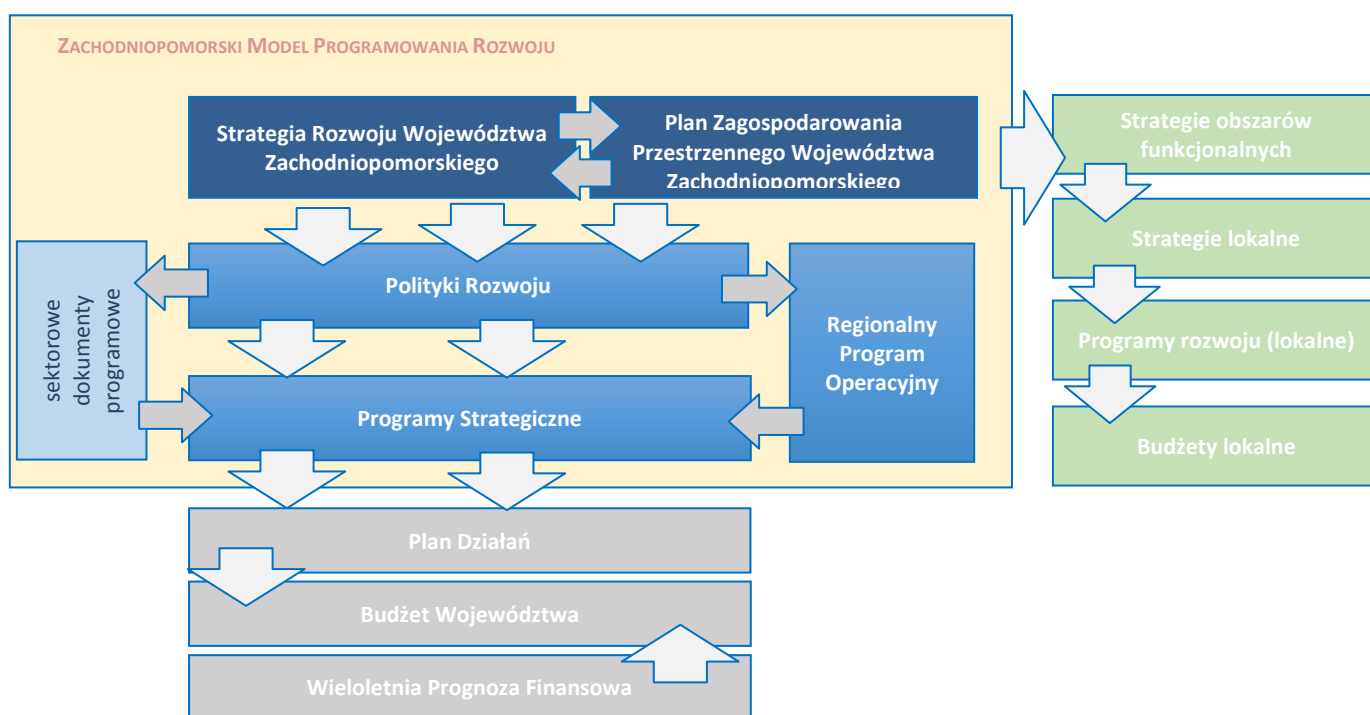 ZACHODNIOPOMORSKI MODEL PROGRAMOWANIA ROZWOJU
Strategia Rozwoju Województwa
Zachodniopomorskiego
Plan Zagospodarowania
Przestrzennego Województwa
Zachodniopomorskiego
Strategie obszarów
funkcjonalnych
Strategie lokalne
Programy rozwoju (lokalne)
Budżety lokalne
sektorowe
dokumenty
programowe
Polityki Rozwoju
Regionalny
Program
Operacyjny
Programy Strategiczne
Plan Działań
Budżet Województwa
Wieloletnia Prognoza Finansowa